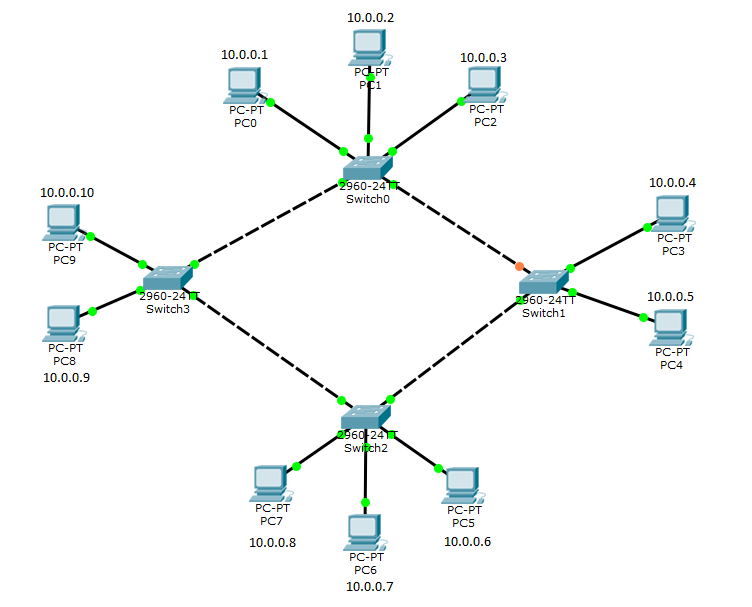 10.0.0.2
PC-PT
PC1
10.0.0.1
PC-PT
PC0
10.0.0.3
PC-PT
PC2
2960-24TT
Switch0
10.0.0.10
PC-PT
PC9
10.0.0.4
PC-PT
PC3
2960-24TT
Switch3
2960-24TT
Switch1
10.0.0.5
PC-PT
PC4
PC-PT
PC8
10.0.0.9
2960-24TT
Switch2
PC-PT
PC7
10.0.0.8
PC-PT
PC5
10.0.0.6
PC-PT
PC6
10.0.0.7